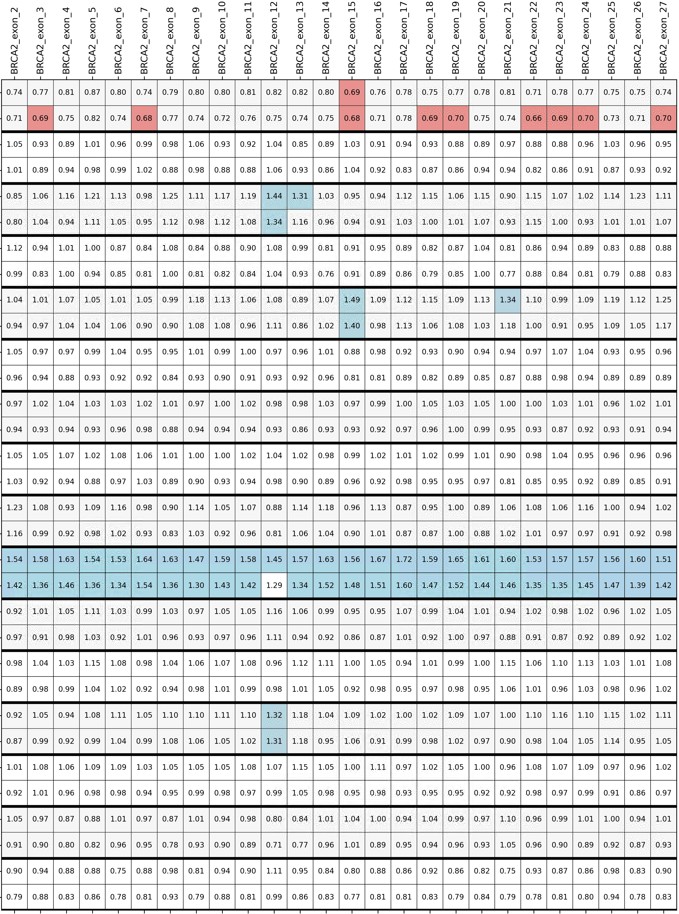 BRCA2_exon_2 BRCA2_exon_3 BRCA2_exon_4 BRCA2_exon_5 BRCA2_exon_6 BRCA2_exon_7 BRCA2_exon_8 BRCA2_exon_9 BRCA2_exon_10 BRCA2_exon_11 BRCA2_exon_12 BRCA2_exon_13 BRCA2_exon_14 BRCA2_exon_15 BRCA2_exon_16 BRCA2_exon_17 BRCA2_exon_18 BRCA2_exon_19 BRCA2_exon_20 BRCA2_exon_21 BRCA2_exon_22 BRCA2_exon_23 BRCA2_exon_24 BRCA2_exon_25 BRCA2_exon_26 BRCA2_exon_27
0.74 0.77 0.81 0.87 0.80 0.74 0.79 0.80 0.80 0.81 0.82 0.82 0.80 0.69 0.76 0.78 0.75 0.77 0.78 0.81 0.71 0.78 0.77 0.75 0.75 0.74
0.71 0.69 0.75 0.82 0.74 0.68 0.77 0.71 0.74 0.75 0.75 0.74 0.75 0.68 0.71 0.78 0.69 0.70 0.75 0.74 0.66 0.69 0.70 0.73 0.71 0.70
1.05 0.93 0.89 1.01 0.96 0.99 0.98 1.06 0.93 0.92 1.04 0.85 0.89 1.03 0.94 0.93 0.87 0.93 0.91 0.94 0.88 0.88 1.03 0.96 0.96 0.95
1.01 0.89 0.94 0.98 0.99 1.02 0.88 0.98 0.88 0.93 1.06 0.93 0.86 1.04 0.92 0.83 0.87 0.86 0.94 0.94 0.82 0.86 0.91 0.87 0.93 0.92
0.85 1.06 1.16 1.21 1.13 0.98 1.25 1.11 1.17 1.19 1.44 1.31 1.03 0.95 0.94 1.12 1.15 1.06 1.15 0.90 1.15 1.07 1.02 1.14 1.23 1.11
0.80 1.04 0.94 1.11 1.05 0.95 1.12 0.98 1.12 1.08 1.34 1.16 0.96 0.94 0.91 1.03 1.00 1.01 1.07 0.93 1.15 1.00 0.93 1.01 1.01 1.07
1.12 0.94 1.01 1.00 0.87 0.84 1.08 0.84 0.88 0.90 1.08 0.99 0.81 0.91 0.95 0.89 0.82 0.87 1.04 0.81 0.86 0.94 0.89 0.83 0.88 0.88
0.99 0.83 1.00 0.94 0.85 0.81 1.00 0.81 0.82 0.84 1.04 0.93 0.76 0.91 0.89 0.86 0.79 0.85 1.00 0.77 0.88 0.84 0.81 0.79 0.88 0.83
1.04 1.01 1.07 1.05 1.01 1.05 0.99 1.18 1.13 1.06 1.08 0.89 1.07 1.49 1.09 1.12 1.15 1.09 1.13 1.34 1.10 0.99 1.09 1.19 1.12 1.25
0.94 0.97 1.04 1.04 1.06 0.90 0.90 1.08 1.08 0.96 1.11 0.86 1.02 1.40 0.98 1.13 1.06 1.08 1.03 1.18 1.00 0.91 0.95 1.09 1.05 1.17
1.05 0.97 0.97 0.99 1.04 0.95 0.95 1.01 0.99 1.00 0.97 0.96 1.01 0.88 0.98 0.92 0.93 0.90 0.94 0.94 0.97 1.07 1.04 0.93 0.95 0.96
0.96 0.94 0.88 0.93 0.92 0.92 0.84 0.93 0.90 0.91 0.93 0.92 0.96 0.81 0.81 0.89 0.82 0.89 0.85 0.87 0.88 0.98 0.94 0.89 0.89 0.89
0.97 1.02 1.04 1.03 1.03 1.02 1.01 0.97 1.00 1.02 0.98 0.98 1.03 0.97 0.99 1.00 1.05 1.03 1.05 1.00 1.00 1.03 1.01 0.96 1.02 1.01
0.94 0.93 0.94 0.93 0.96 0.98 0.88 0.94 0.94 0.94 0.93 0.86 0.93 0.93 0.92 0.97 0.96 1.00 0.99 0.95 0.93 0.87 0.92 0.93 0.91 0.94
1.05 1.05 1.07 1.02 1.08 1.06 1.01 1.00 1.00 1.02 1.04 0.98 1.04 0.99 1.02 1.01 1.02 0.99 1.01 0.90 0.98 1.04 0.95 0.96 0.96 0.96
1.03 0.92 0.94 0.88 0.97 1.03 0.89 0.92 0.94 0.90 0.98 0.90 1.04 0.95 0.92 0.98 0.95 0.95 0.97 0.81 0.85 0.95 0.92 0.89 0.85 0.91
1.23 1.08 0.93 1.09 1.16 0.98 0.90 1.14 1.05 1.07 0.88 1.14 1.18 0.96 1.13 0.87 0.95 1.00 0.89 1.06 1.08 1.06 1.16 1.00 0.94 1.02
1.16 0.99 0.92 0.98 1.02 0.93 0.83 1.03 0.92 0.96 0.81 1.06 1.04 0.90 1.01 0.87 0.87 1.00 0.88 1.02 1.01 0.97 0.97 0.91 0.92 0.98
1.54 1.58 1.63 1.54 1.53 1.64 1.63 1.47 1.59 1.58 1.45 1.57 1.63 1.56 1.67 1.72 1.59 1.65 1.61 1.60 1.53 1.57 1.57 1.56 1.60 1.51
1.42 1.36 1.46 1.36 1.34 1.54 1.36 1.30 1.43 1.42 1.29 1.34 1.52 1.48 1.51 1.60 1.47 1.52 1.44 1.46 1.35 1.35 1.45 1.47 1.39 1.42
0.92 1.01 1.05 1.11 1.03 0.99 1.03 0.97 1.05 1.05 1.16 1.06 0.99 0.95 0.95 1.07 0.99 1.04 1.01 0.94 1.02 0.98 1.02 0.96 1.02 1.05
0.97 0.91 0.98 1.03 0.92 1.01 0.96 0.93 0.97 0.96 1.11 0.94 0.92 0.86 0.87 1.01 0.92 1.00 0.97 0.88 0.91 0.87 0.92 0.89 0.92 1.02
0.98 1.04 1.03 1.15 1.08 0.98 1.04 1.06 1.07 1.08 0.96 1.12 1.11 1.00 1.05 0.94 1.01 0.99 1.00 1.15 1.06 1.10 1.13 1.03 1.01 1.08
0.89 0.98 0.99 1.04 1.02 0.92 0.94 0.98 1.01 0.99 0.98 1.01 1.05 0.92 0.98 0.95 0.97 0.98 0.95 1.06 1.01 0.96 1.03 0.98 0.96 1.02
0.92 1.05 0.94 1.08 1.11 1.05 1.10 1.10 1.11 1.10 1.32 1.18 1.04 1.09 1.02 1.00 1.02 1.09 1.07 1.00 1.10 1.16 1.10 1.15 1.02 1.11
0.87 0.99 0.92 0.99 1.04 0.99 1.08 1.06 1.05 1.02 1.31 1.18 0.95 1.06 0.91 0.99 0.98 1.02 0.97 0.90 0.98 1.04 1.05 1.14 0.95 1.05
1.01 1.08 1.06 1.09 1.09 1.03 1.05 1.05 1.05 1.08 1.07 1.13 1.15 1.00 1.11 0.97 1.02 1.05 1.00 0.96 1.08 1.07 1.09 0.97 0.96 1.02
0.92 1.01 0.96 0.98 0.98 0.94 0.95 0.99 0.98 0.97 0.99 1.05 0.98 0.95 0.98 0.93 0.95 0.95 0.92 0.92 0.98 0.97 0.99 0.91 0.86 0.97
1.05 0.97 0.87 0.88 1.01 0.97 0.87 1.01 0.94 0.98 0.80 0.84 1.01 1.04 1.00 0.94 1.04 0.99 0.97 1.10 0.96 0.99 1.01 1.00 0.94 1.01
0.91 0.90 0.80 0.82 0.96 0.95 0.78 0.93 0.90 0.89 0.71 0.77 0.96 1.01 0.89 0.95 0.94 0.96 0.93 1.05 0.96 0.90 0.89 0.92 0.87 0.93
0.90 0.94 0.88 0.88 0.75 0.88 0.98 0.81 0.94 0.90 1.11 0.95 0.84 0.80 0.88 0.86 0.92 0.86 0.82 0.75 0.93 0.87 0.86 0.98 0.83 0.90
0.79 0.88 0.83 0.86 0.78 0.81 0.93 0.79 0.88 0.81 0.99 0.86 0.83 0.77 0.81 0.81 0.83 0.79 0.84 0.79 0.78 0.81 0.80 0.94 0.78 0.83